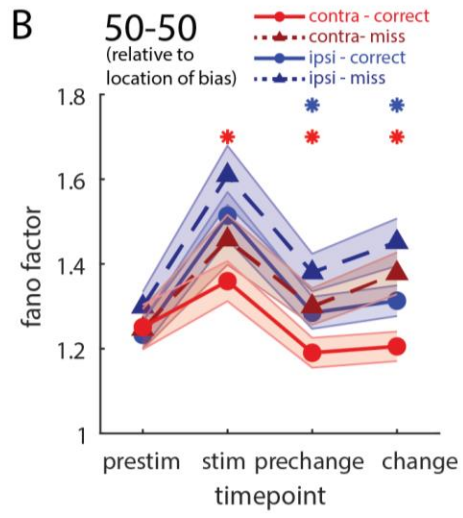 B
50-50
(relative to
location of bias)
contra - correct
contra- miss
ipsi - correct
ipsi - miss
1.8
1.6
1.4
1.2
1
fano factor
prestim stim prechange change
timepoint